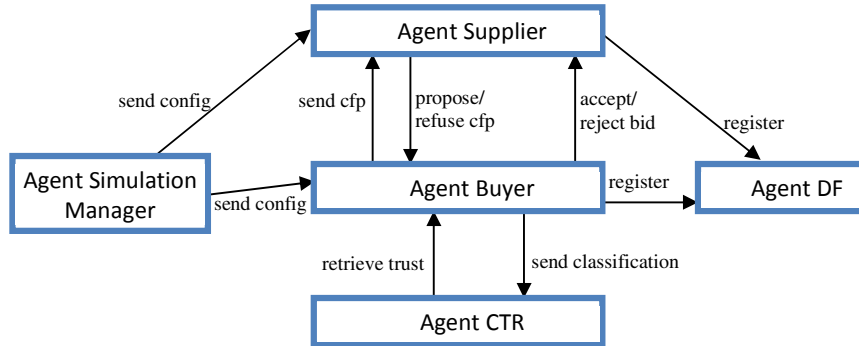 Agent Supplier
send config
send cfp
propose/
refuse cfp
accept/
reject bid
register
Agent Simulation
Manager
send config
Agent Buyer
register
Agent DF
retrieve trust
send classification
Agent CTR